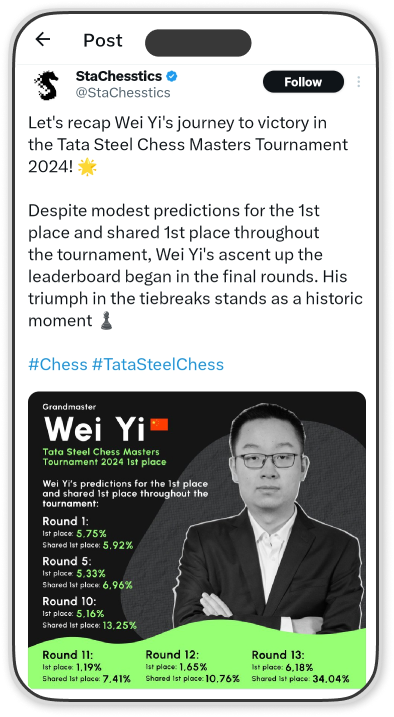 Post
StaChesstics
Follow
@StaChesstics
Let's recap Wei Yi's journey to victory in
the Tata Steel Chess Masters Tournament
2024! 🌟
Despite modest predictions for the 1st
place and shared 1st place throughout
the tournament, Wei Yi's ascent up the
leaderboard began in the final rounds. His
triumph in the tiebreaks stands as a historic
moment ♟️
#Chess #TataSteelChess
Grandmaster
Wei Yi
Tata Steel Chess Masters
Tournament 2024 1st place
Wei Yi's predictions for the 1st place
and shared 1st place throughout the
tournament:
Round 1:
1st place: 5,75%
Shared 1st place: 5,92%
Round 5:
1st place: 5,33%
Shared 1st place: 6,96%
Round 10:
1st place: 5,16%
Shared 1st place: 13,25%
Round 11:
1st place: 1,19%
Shared 1st place: 7,41%
Round 12:
1st place: 1,65%
Shared 1st place: 10,76%
Round 13:
1st place: 6,18%
Shared 1st place: 34,04%